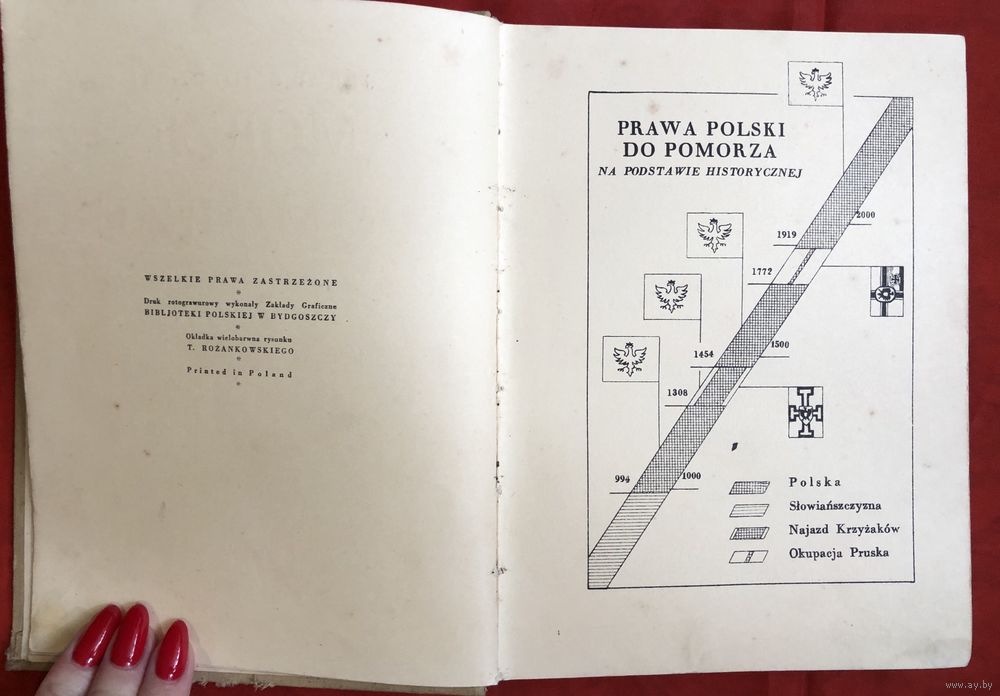 WSZELKIE PRAWA ZASTRZEŻONE
*
Druk rotograwurowy wykonały Zakłady Graficzne
BIBLJOTEKI POLSKIEJ W BYDGOSZCZY
*
Okładka wielobarwna rysunku
T. ROŻANKOWSKIEGO
*
Printed in Poland
*
PRAWA POLSKI
DO POMORZA
NA PODSTAWIE HISTORYCZNEJ
2000
1919
1772
1500
1454
1308
994
1000
Polska
Słowiańszczyzna
Najazd Krzyżaków
Okupacja Pruska
www.ay.by